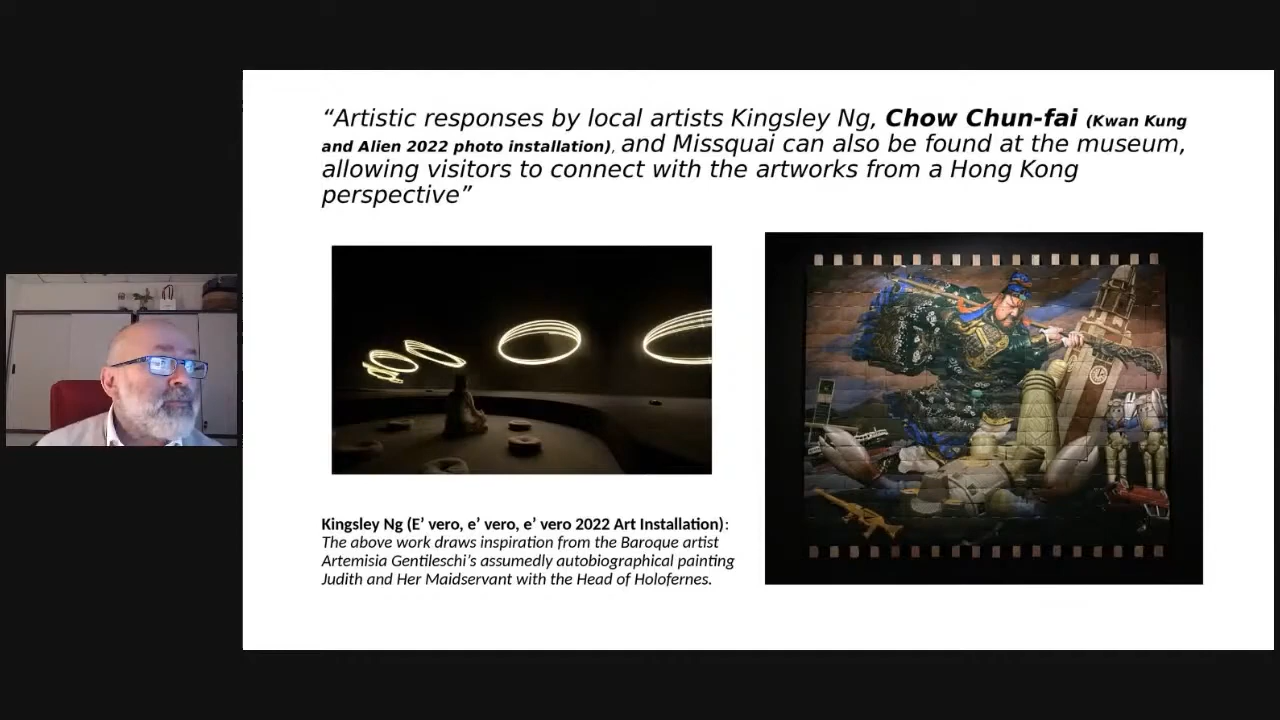 “Artistic responses by local artists Kingsley Ng, Chow Chun-fai (Kwan Kung
and Alien 2022 photo installation), and Missquai can also be found at the museum,
allowing visitors to connect with the artworks from a Hong Kong
perspective”
Kingsley Ng (E’ vero, e’ vero, e’ vero 2022 Art Installation):
The above work draws inspiration from the Baroque artist
Artemisia Gentileschi’s assumedly autobiographical painting
Judith and Her Maidservant with the Head of Holofernes.